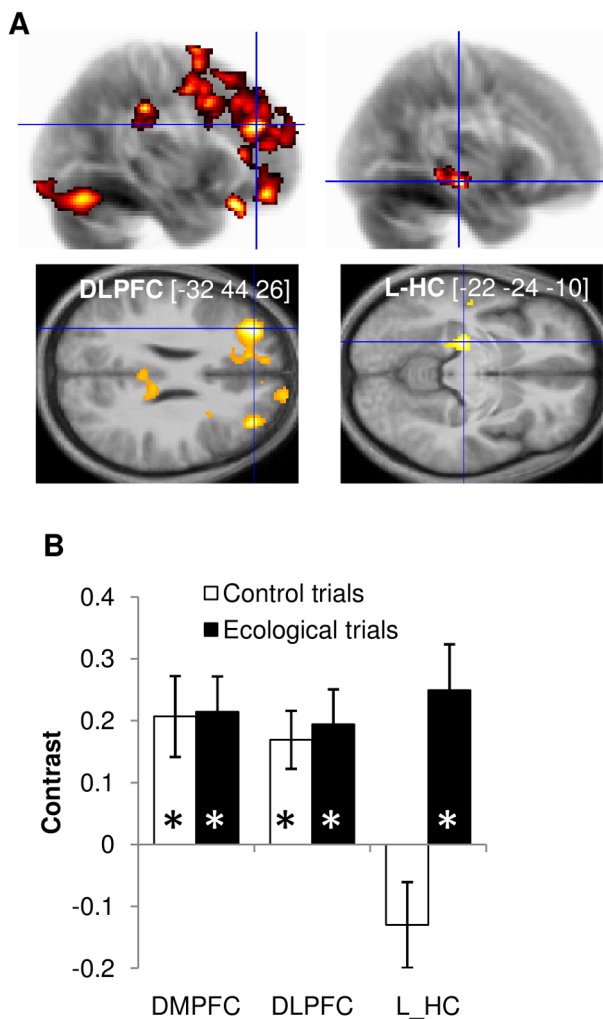 A
DLPFC [-32 44 26]
L-HC [-22 -24 -10]
B
Control trials
Ecological trials
Contrast
0.4
0.3
0.2
0.1
0
-0.1
-0.2
* * * * *
DMPFC DLPFC L_HC